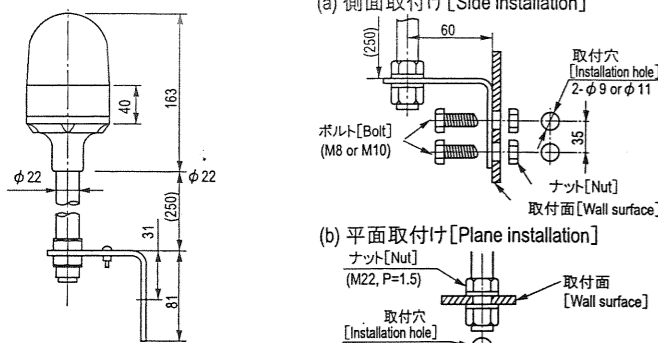 (a) 側面取付け [Side installation]
60
(250)
取付穴
[Installation hole]
2-φ9 or φ11
ボルト[Bolt]
(M8 or M10)
35
ナット[Nut]
取付面[Wall surface]
(b) 平面取付け[Plane installation]
ナット[Nut]
(M22, P=1.5)
取付面
[Wall surface]
取付穴
[Installation hole]
40
163
φ22
φ22
(250)
31
81